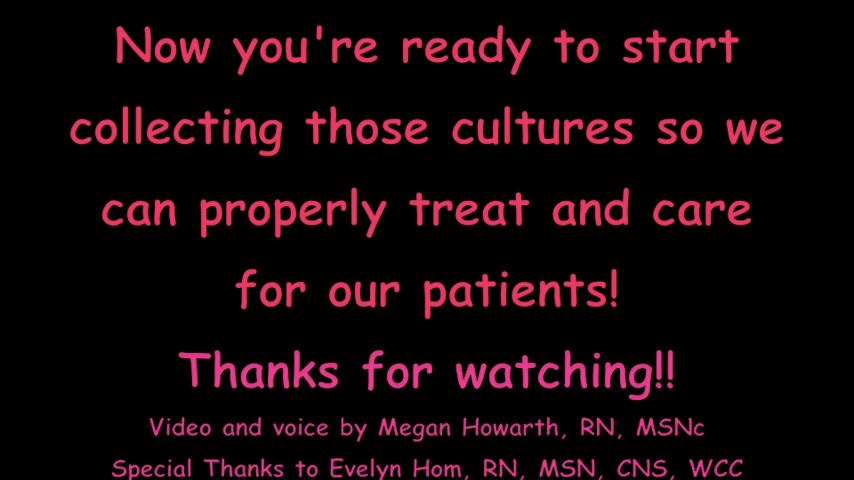 Now you're ready to start
collecting those cultures so we
can properly treat and care
for our patients!
Thanks for watching!!
Video and voice by Megan Howarth, RN, MSNc
Special Thanks to Evelyn Hom, RN, MSN, CNS, WCC